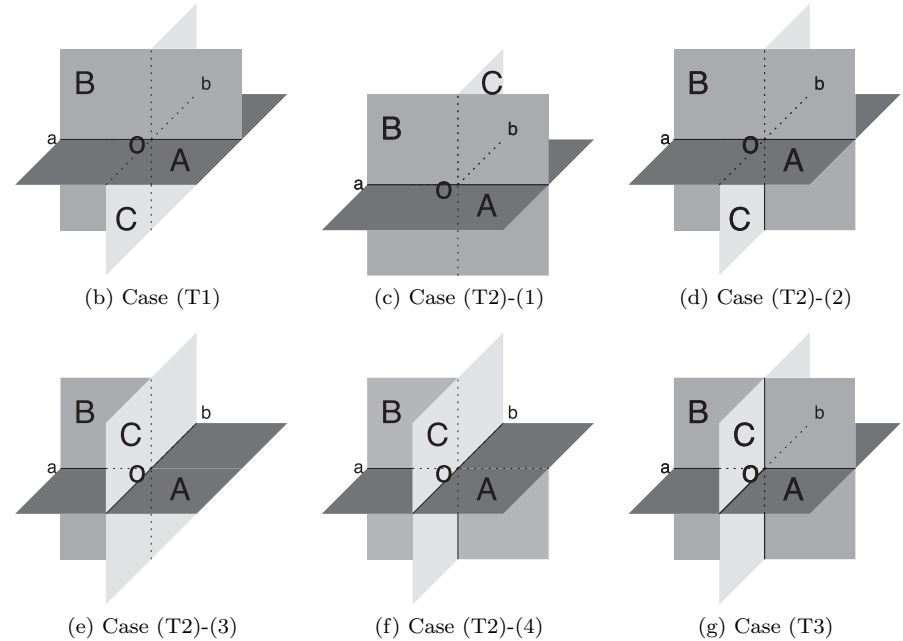 B
b
a
O
A
C
(b) Case (T1)
C
B
b
a
O
A
(c) Case (T2)-(1)
B
b
a
O
A
C
(d) Case (T2)-(2)
B
C
b
a
O
A
(e) Case (T2)-(3)
B
C
b
a
O
A
(f) Case (T2)-(4)
B
C
b
a
O
A
(g) Case (T3)